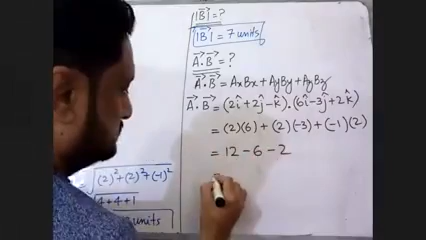 |B⃗| = ?
|B⃗| = 7 units
A⃗.B⃗ = ?
A⃗.B⃗ = AxBx + AyBy + AzBz
A⃗.B⃗ = (2î + 2ĵ - k̂).(6î - 3ĵ + 2k̂)
= (2)(6) + (2)(-3) + (-1)(2)
= 12 - 6 - 2
=
= √(2)² + (2)² + (-1)²
4 + 4 + 1
units